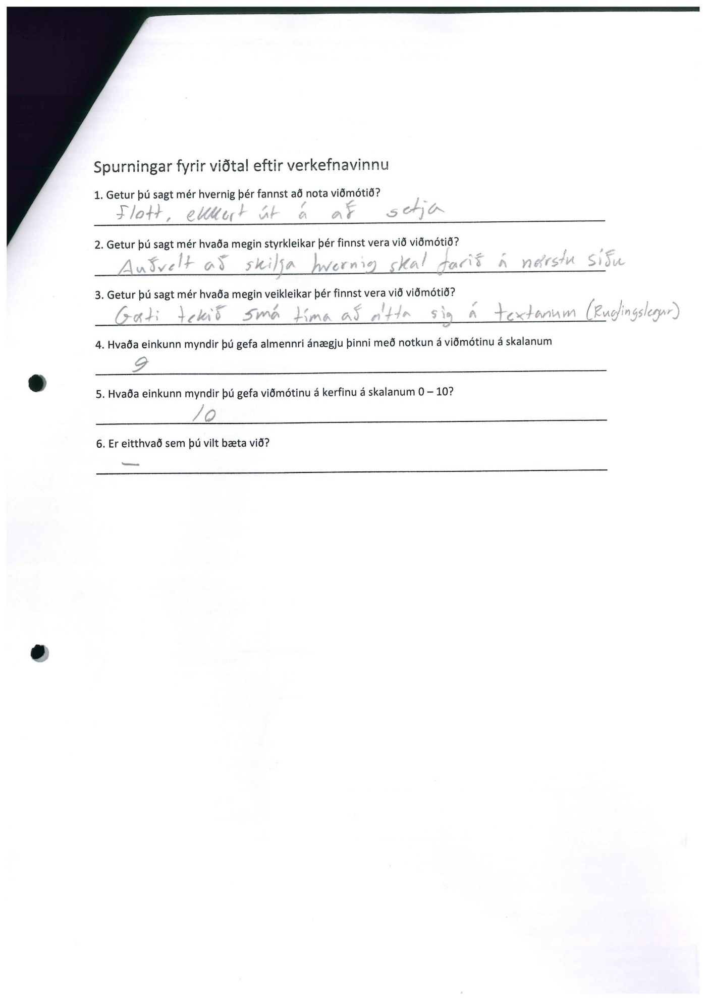 Spurningar fyrir viðtal eftir verkefnavinnu
1. Getur þú sagt mér hvernig þér fannst að nota viðmótið?
Flott, ekkert út á að setja
2. Getur þú sagt mér hvaða megin styrkleikar þér finnst vera við viðmótið?
Auðvelt að skilja hvernig skal farið á næstu síðu
3. Getur þú sagt mér hvaða megin veikleikar þér finnst vera við viðmótið?
Gæti tekið smá tíma að átta sig á textanum (Ruglingslegur)
4. Hvaða einkunn myndir þú gefa almennri ánægju þinni með notkun á viðmótinu á skalanum
9
5. Hvaða einkunn myndir þú gefa viðmótinu á kerfinu á skalanum 0 – 10?
10
6. Er eitthvað sem þú vilt bæta við?
—